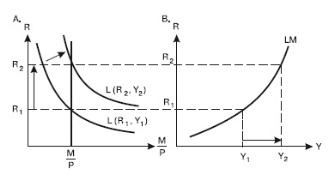 A. R
R₂
R₁
L (R₂, Y₂)
L (R₁, Y₁)
M
P
M
P
B. R
LM
R₂
R₁
Y₁ Y₂ Y